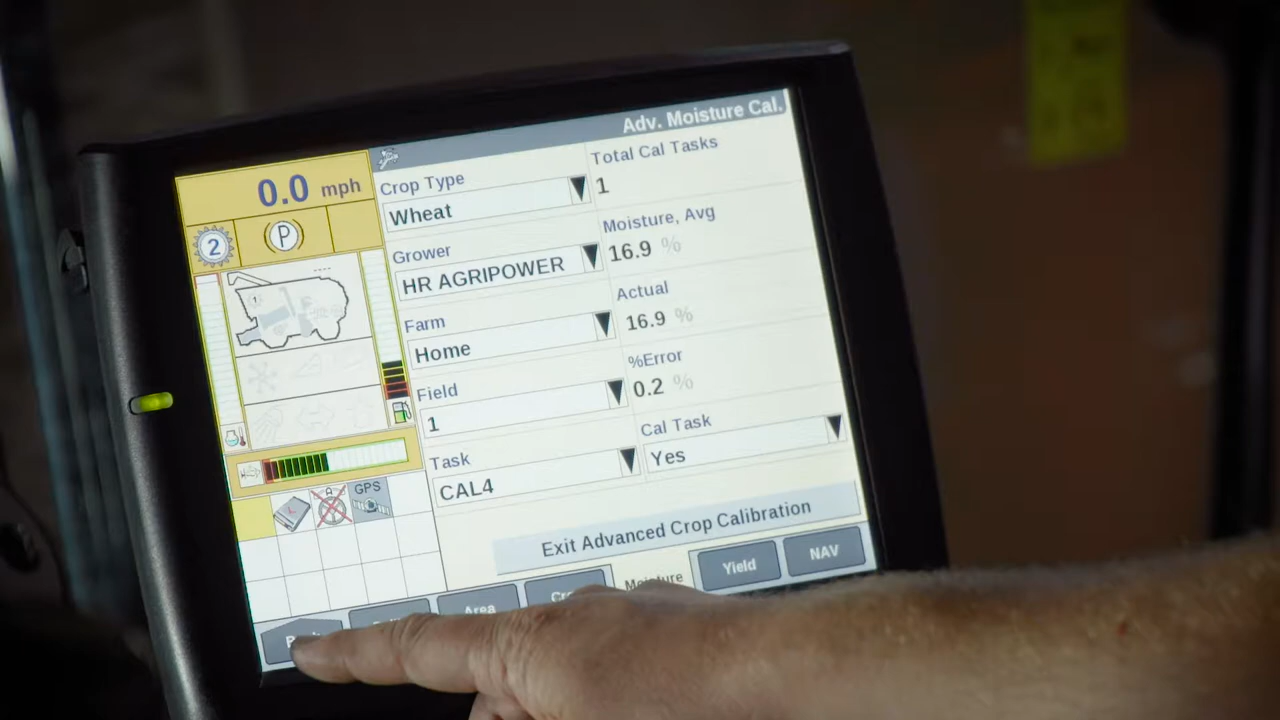 Adv. Moisture Cal.
0.0 mph
2
P
GPS
Crop Type
Wheat
Grower
HR AGRIPOWER
Farm
Home
Field
1
Task
CAL4
Total Cal Tasks
1
Moisture, Avg
16.9 %
Actual
16.9 %
%Error
0.2 %
Cal Task
Yes
Exit Advanced Crop Calibration
Area
Moisture
Yield
NAV